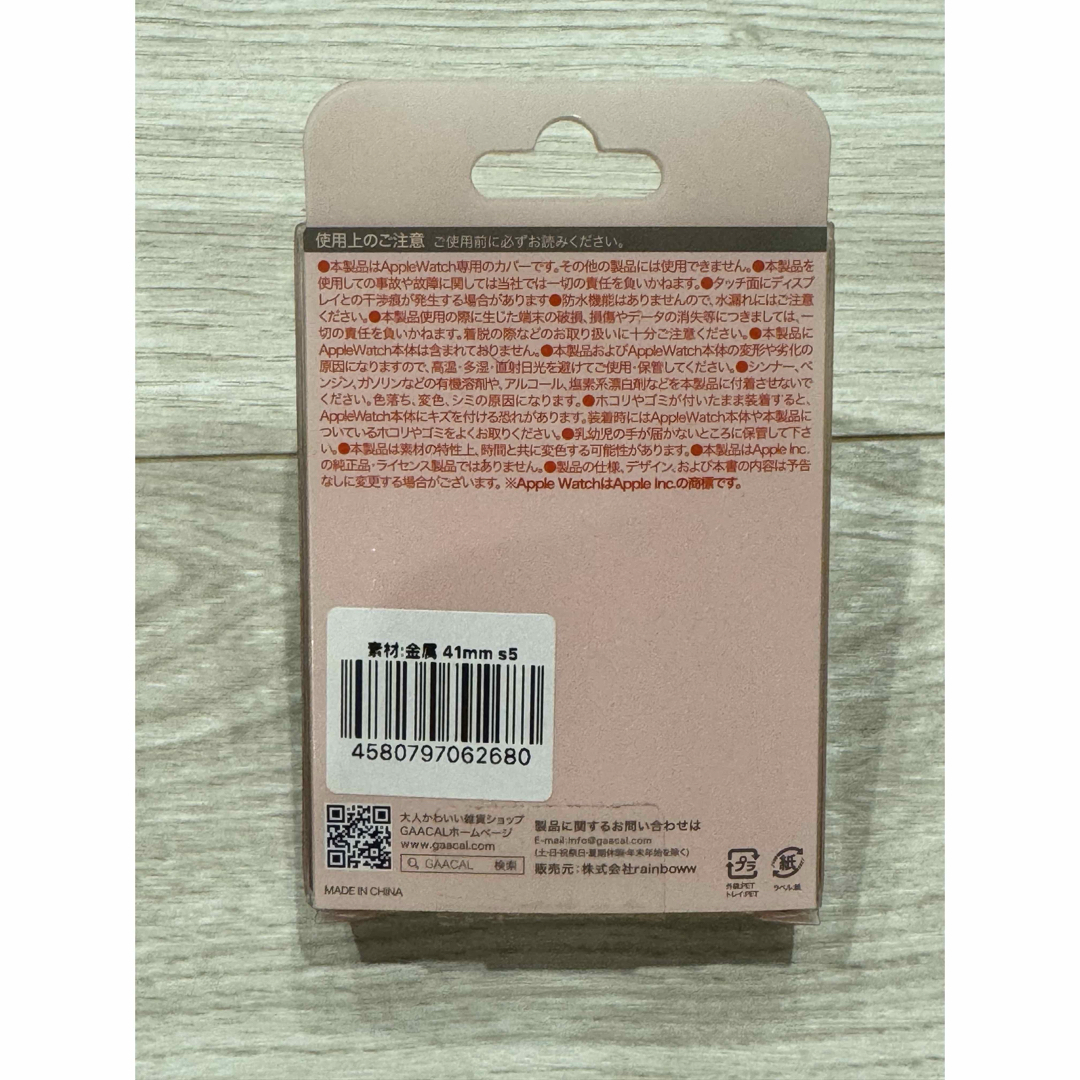 使用上のご注意 ご使用前に必ずお読みください。
●本製品はAppleWatch専用のカバーです。その他の製品には使用できません。●本製品を
使用しての事故や故障に関しては当社では一切の責任を負いかねます。●タッチ面にディスプ
レイとの干渉痕が発生する場合があります●防水機能はありませんので、水漏れにはご注意
ください。●本製品使用の際に生じた端末の破損、損傷やデータの消失等につきましては、一
切の責任を負いかねます。着脱の際などのお取り扱いに十分ご注意ください。●本製品に
AppleWatch本体は含まれておりません。●本製品およびAppleWatch本体の変形や劣化の
原因になりますので、高温・多湿・直射日光を避けてご使用・保管してください。●シンナー、ベ
ンジン、ガソリンなどの有機溶剤や、アルコール、塩素系漂白剤などを本製品に付着させないで
ください。色落ち、変色、シミの原因になります。●ホコリやゴミが付いたまま装着すると、
AppleWatch本体にキズを付ける恐れがあります。装着時にはAppleWatch本体や本製品に
ついているホコリやゴミをよくお取りください。●乳幼児の手が届かないところに保管して下さ
い。●本製品は素材の特性上、時間と共に変色する可能性があります。●本製品はApple Inc.
の純正品・ライセンス製品ではありません。●製品の仕様、デザイン、および本書の内容は予告
なしに変更する場合がございます。 ※Apple WatchはApple Inc.の商標です。
素材:金属 41mm s5
4580797062680
大人かわいい雑貨ショップ
GAACALホームページ
www.gaacal.com
GAACAL 検索
製品に関するお問い合わせは
E-mail:info@gaacal.com
(土・日・祝祭日・夏期休暇・年末年始を除く)
販売元:株式会社rainboww
プラ
外装:PET
トレイ:PET
紙
ラベル:紙
MADE IN CHINA